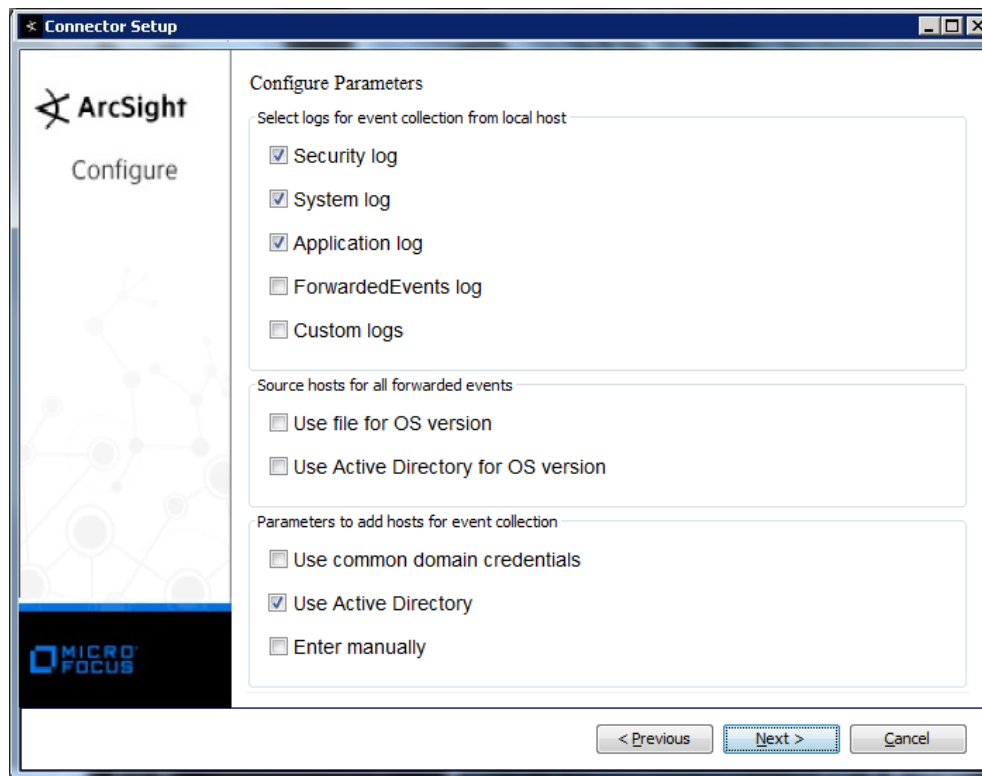 Connector Setup
ArcSight
Configure
Configure Parameters
Select logs for event collection from local host
Security log
System log
Application log
ForwardedEvents log
Custom logs
Source hosts for all forwarded events
Use file for OS version
Use Active Directory for OS version
Parameters to add hosts for event collection
Use common domain credentials
Use Active Directory
Enter manually
MICRO
FOCUS
< Previous
Next >
Cancel